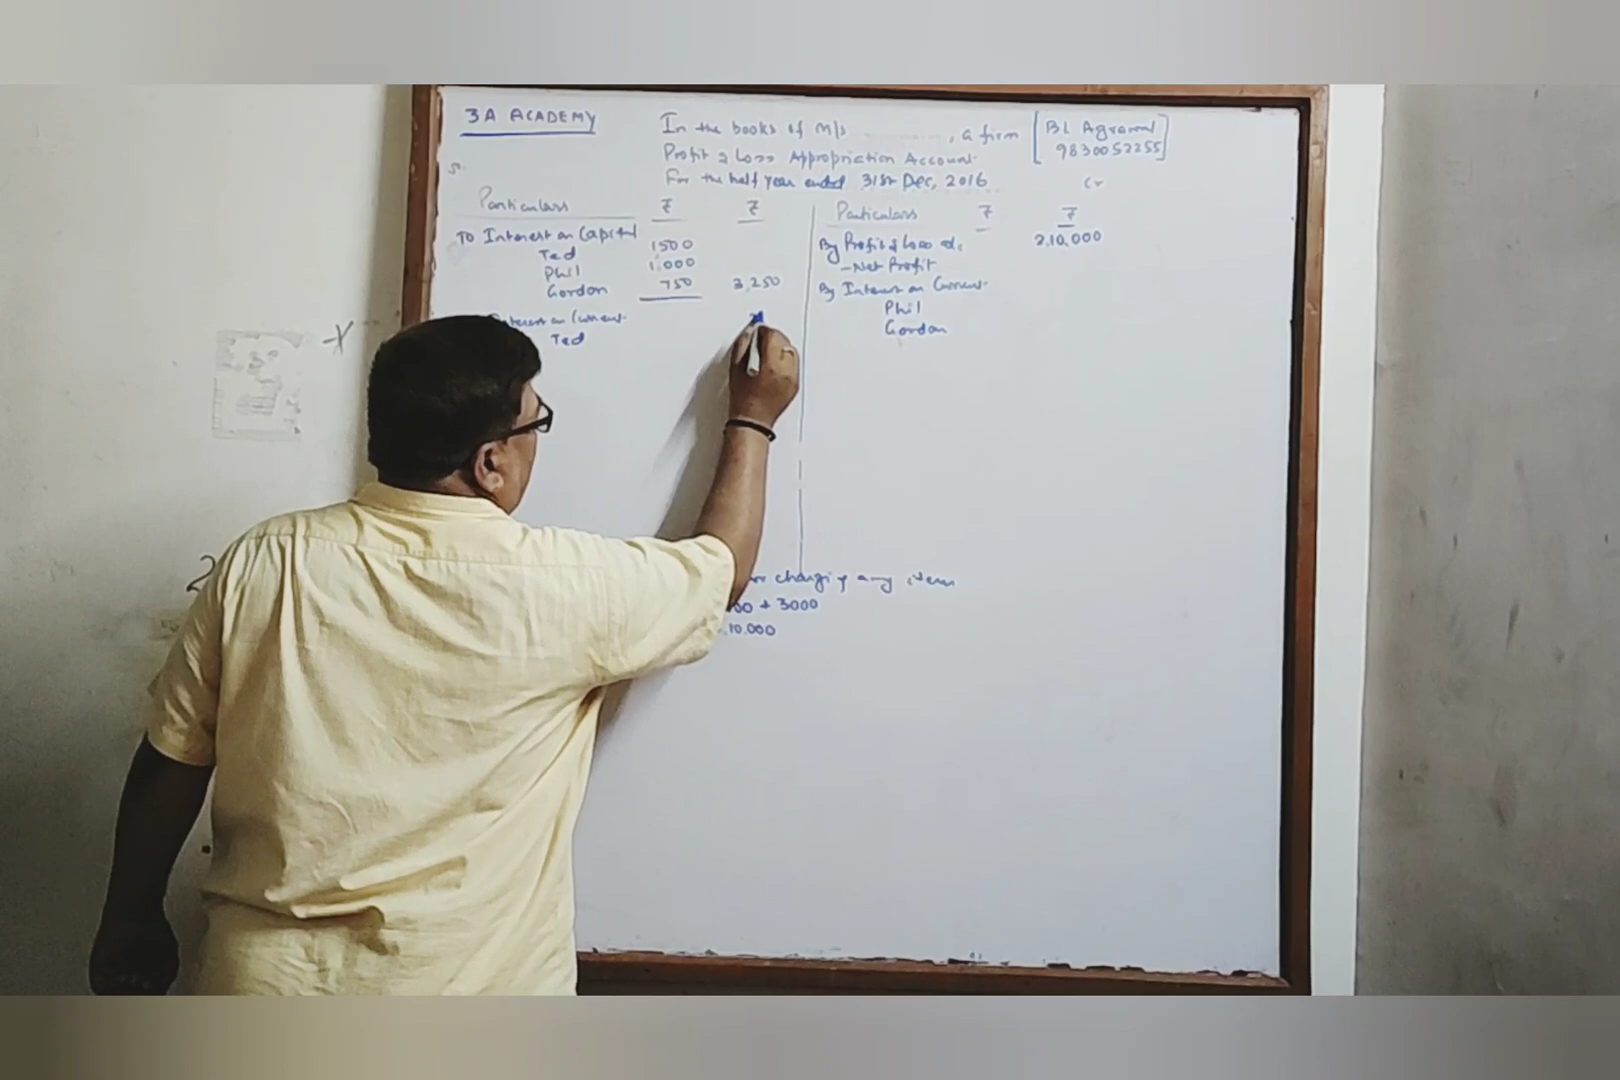 3A ACADEMY
In the books of M/s , a firm
[BL Agrawal
9830052255]
Profit & Loss Appropriation Account
For the half year ended 31st Dec, 2016
Cr
Particulars ₹ ₹
To Interest on Capital
Ted 1500
Phil 1,000
Gordon 750 3,250
Interest on Current
Ted
Particulars ₹ ₹
By Profit & Loss A/c 2,10,000
- Net Profit
By Interest on Current
Phil
Gordon
charging any item
00 + 3000
10,000
2